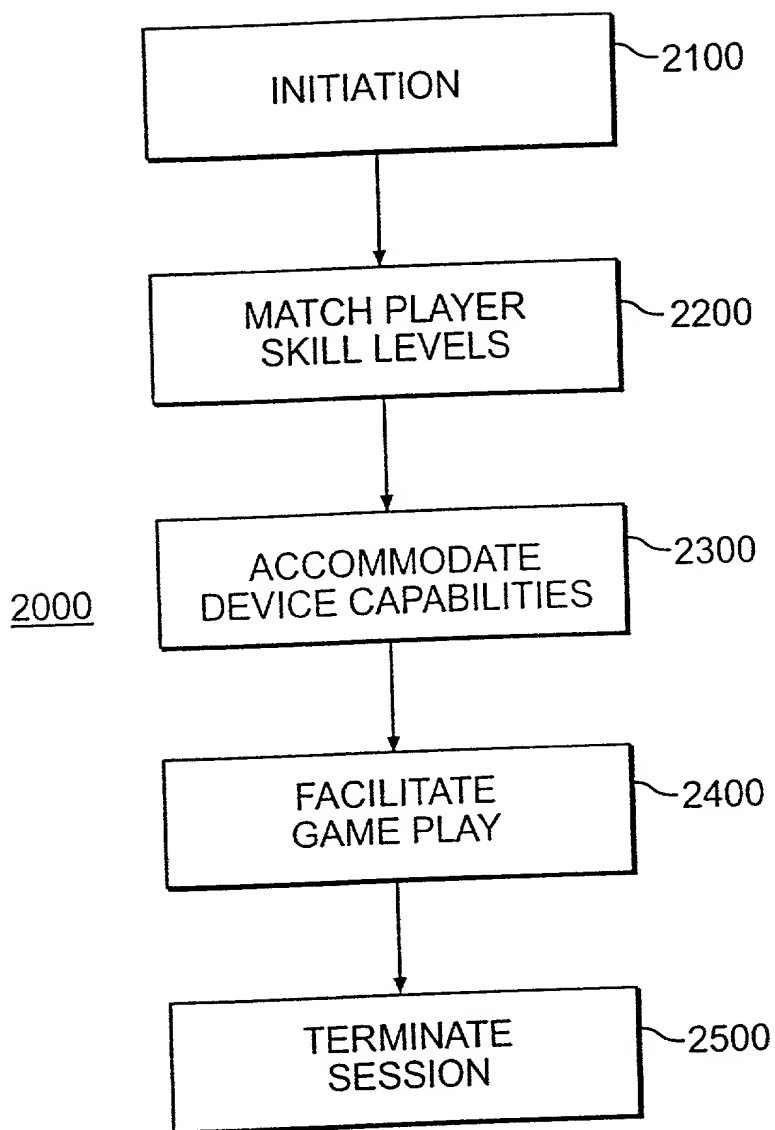 INITIATION
2100
MATCH PLAYER
SKILL LEVELS
2200
ACCOMMODATE
DEVICE CAPABILITIES
2300
2000
FACILITATE
GAME PLAY
2400
TERMINATE
SESSION
2500